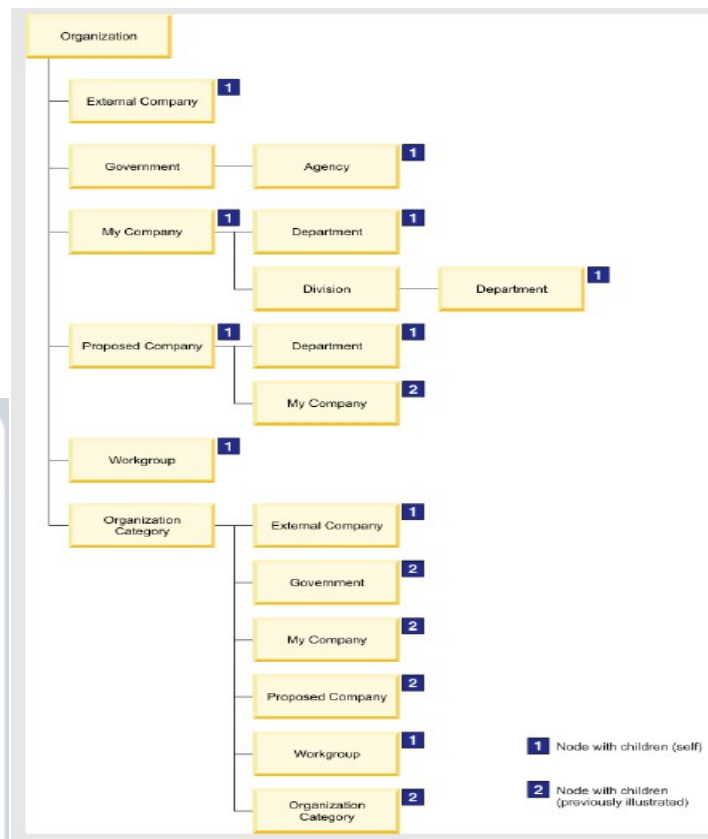 Organization
External Company
1
Government
Agency
1
My Company
1
Department
1
Division
Department
1
Proposed Company
1
Department
1
My Company
2
Workgroup
1
Organization
Category
External Company
1
Government
2
My Company
2
Proposed Company
2
Workgroup
1
Organization
Category
2
1 Node with children (self)
2 Node with children
(previously illustrated)